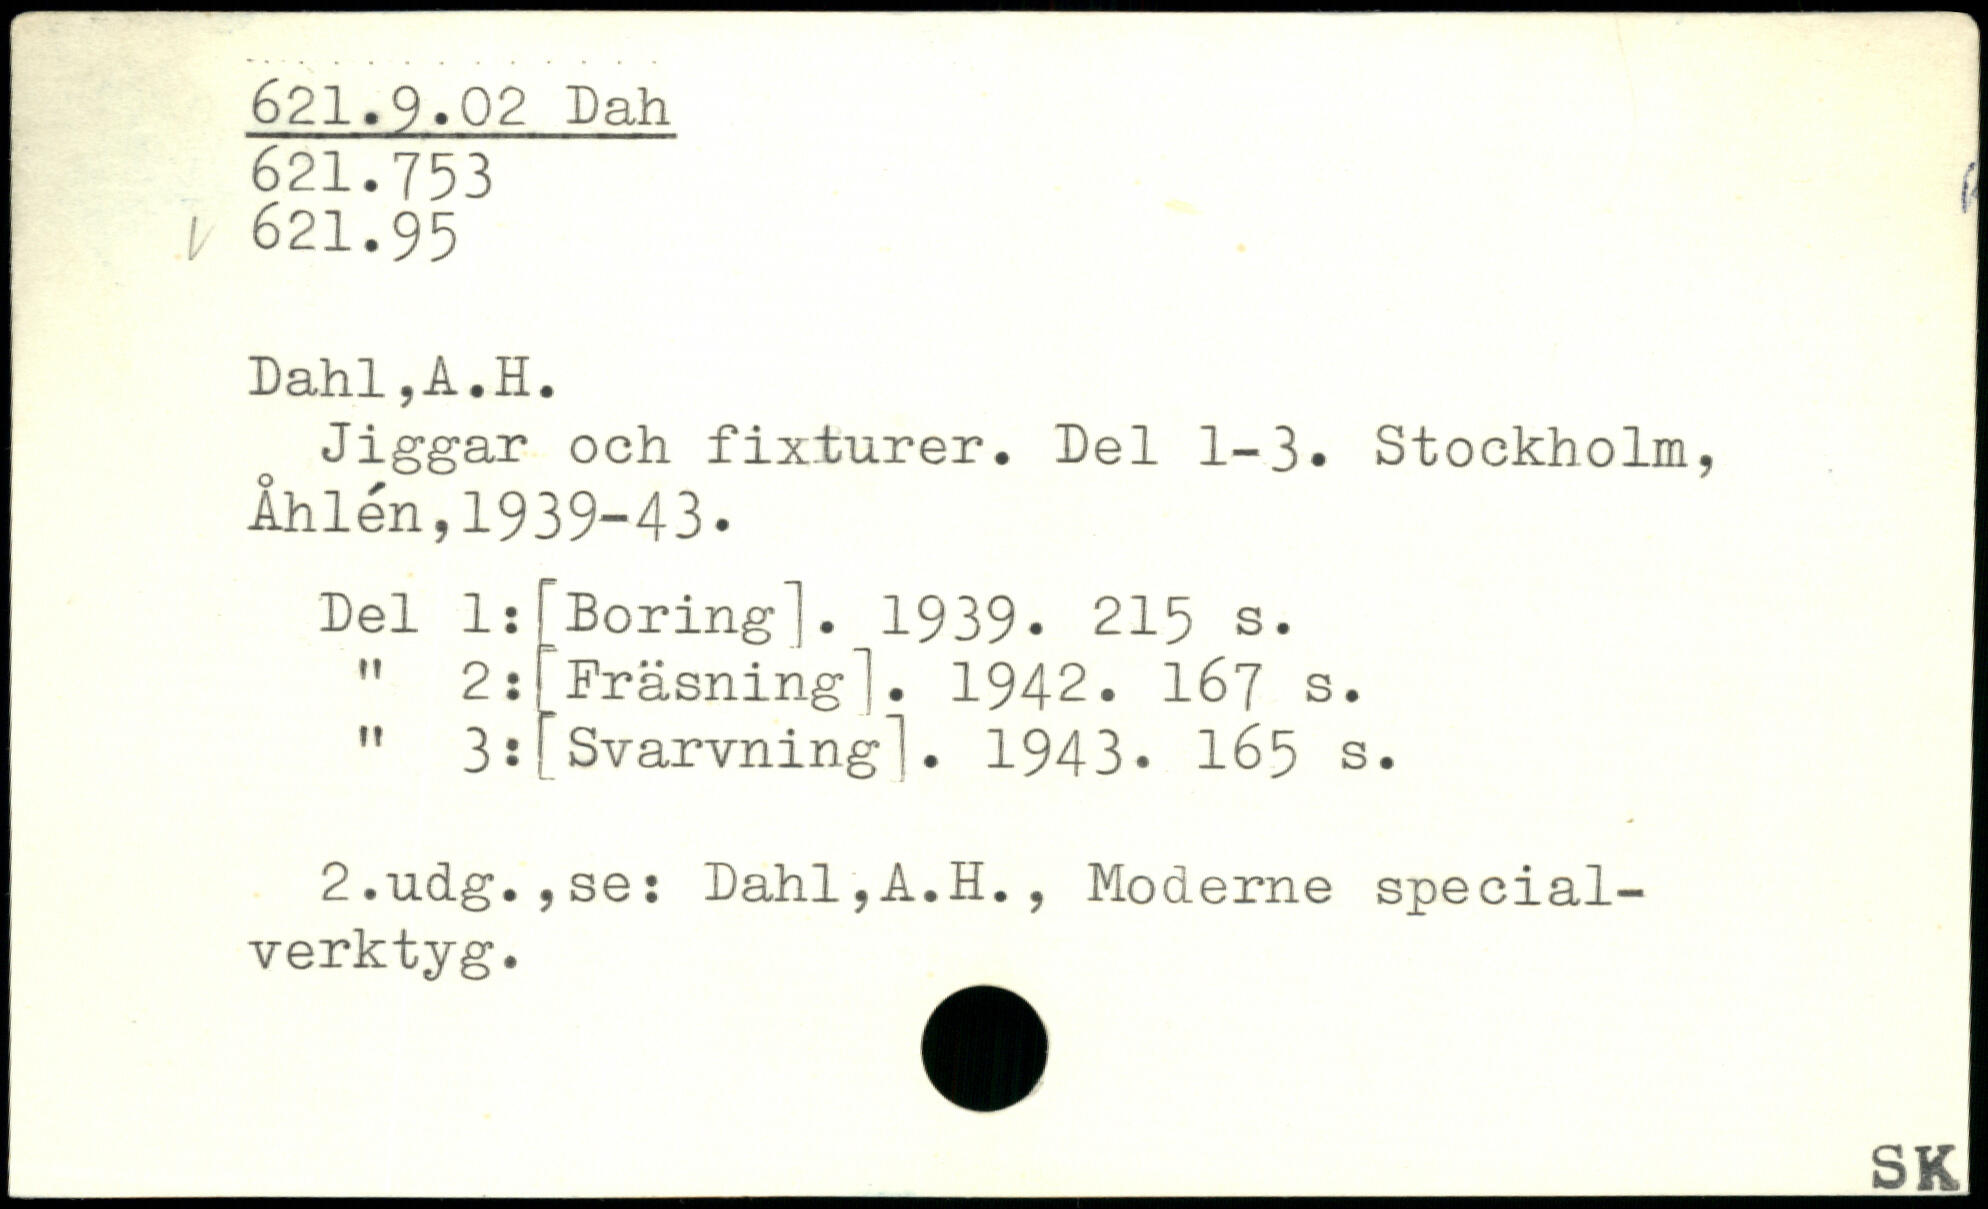 621.9.02 Dah
621.753
621.95
Dahl,A.H.
Jiggar och fixturer. Del 1-3. Stockholm,
Åhlén,1939-43.
Del 1:[Boring]. 1939. 215 s.
" 2:[Fräsning]. 1942. 167 s.
" 3:[Svarvning]. 1943. 165 s.
2.udg.,se: Dahl,A.H., Moderne special-
verktyg.
SK